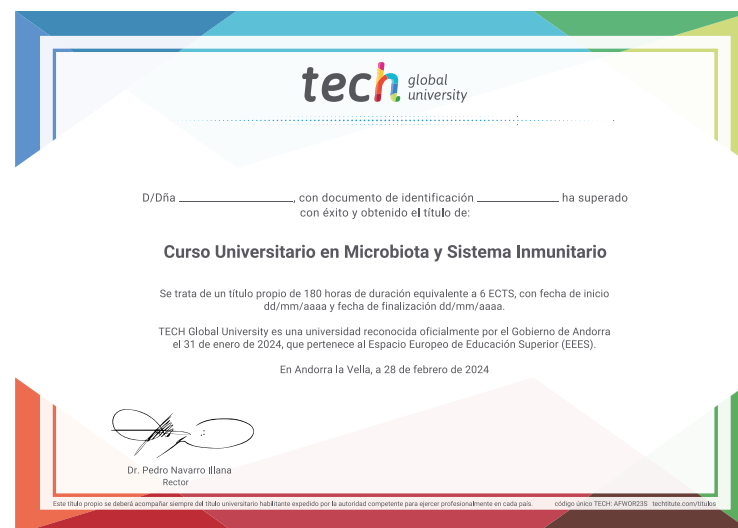 tech global university
D/Dña ____________________, con documento de identificación ______________ ha superado
con éxito y obtenido el título de:
Curso Universitario en Microbiota y Sistema Inmunitario
Se trata de un título propio de 180 horas de duración equivalente a 6 ECTS, con fecha de inicio
dd/mm/aaaa y fecha de finalización dd/mm/aaaa.
TECH Global University es una universidad reconocida oficialmente por el Gobierno de Andorra
el 31 de enero de 2024, que pertenece al Espacio Europeo de Educación Superior (EEES).
En Andorra la Vella, a 28 de febrero de 2024
Dr. Pedro Navarro Illana
Rector
Este título propio se deberá acompañar siempre del título universitario habilitante expedido por la autoridad competente para ejercer profesionalmente en cada país. código único TECH: AFWOR23S techtitute.com/títulos